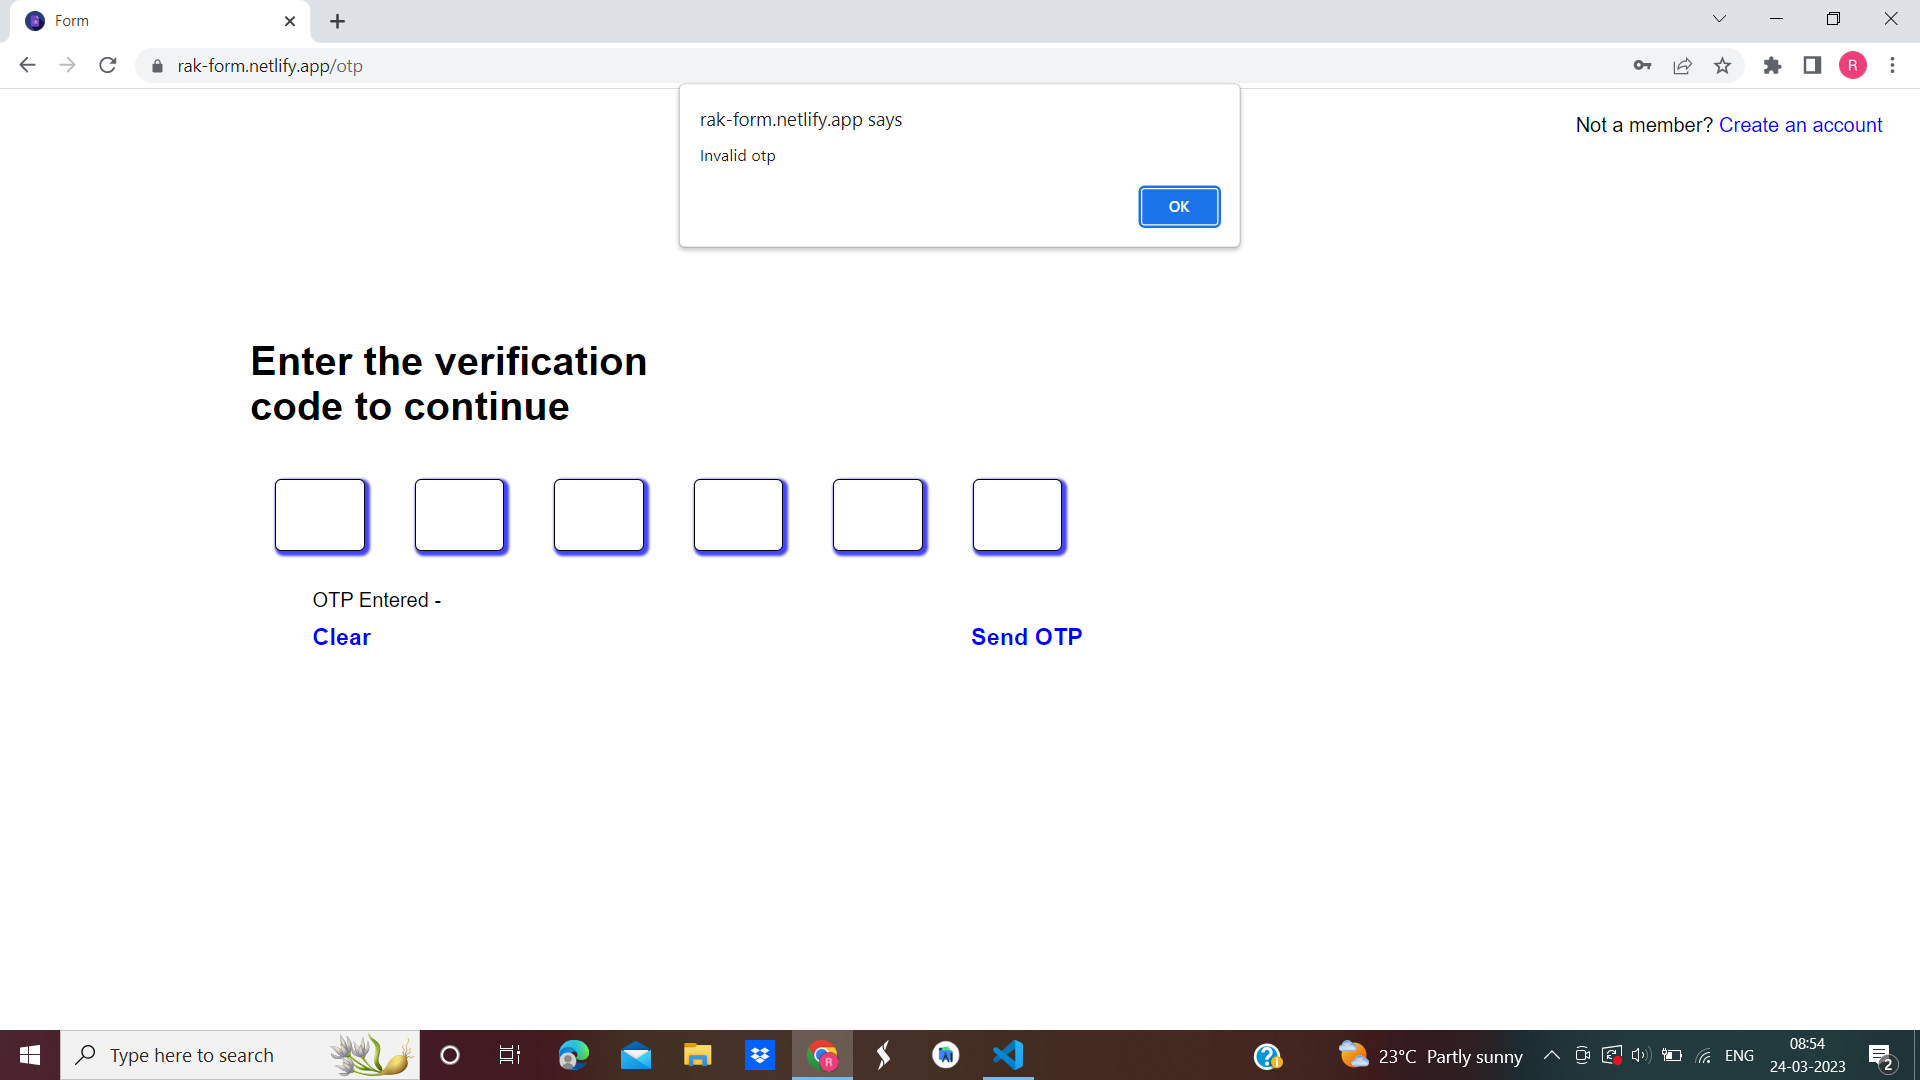 Form
rak-form.netlify.app/otp
R
rak-form.netlify.app says
Invalid otp
OK
Not a member? Create an account
Enter the verification
code to continue
OTP Entered -
Clear
Send OTP
Type here to search
R
23°C Partly sunny
ENG
08:54
24-03-2023
2